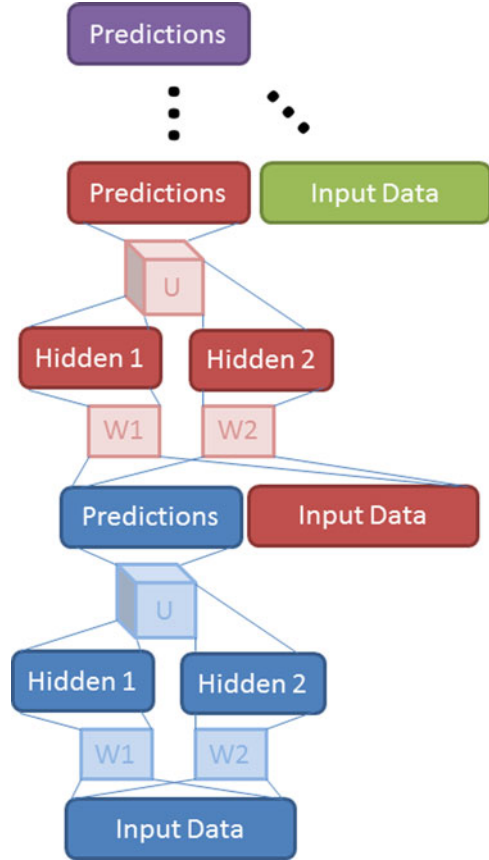 Predictions
Predictions Input Data
U
Hidden 1 Hidden 2
W1 W2
Predictions Input Data
U
Hidden 1 Hidden 2
W1 W2
Input Data